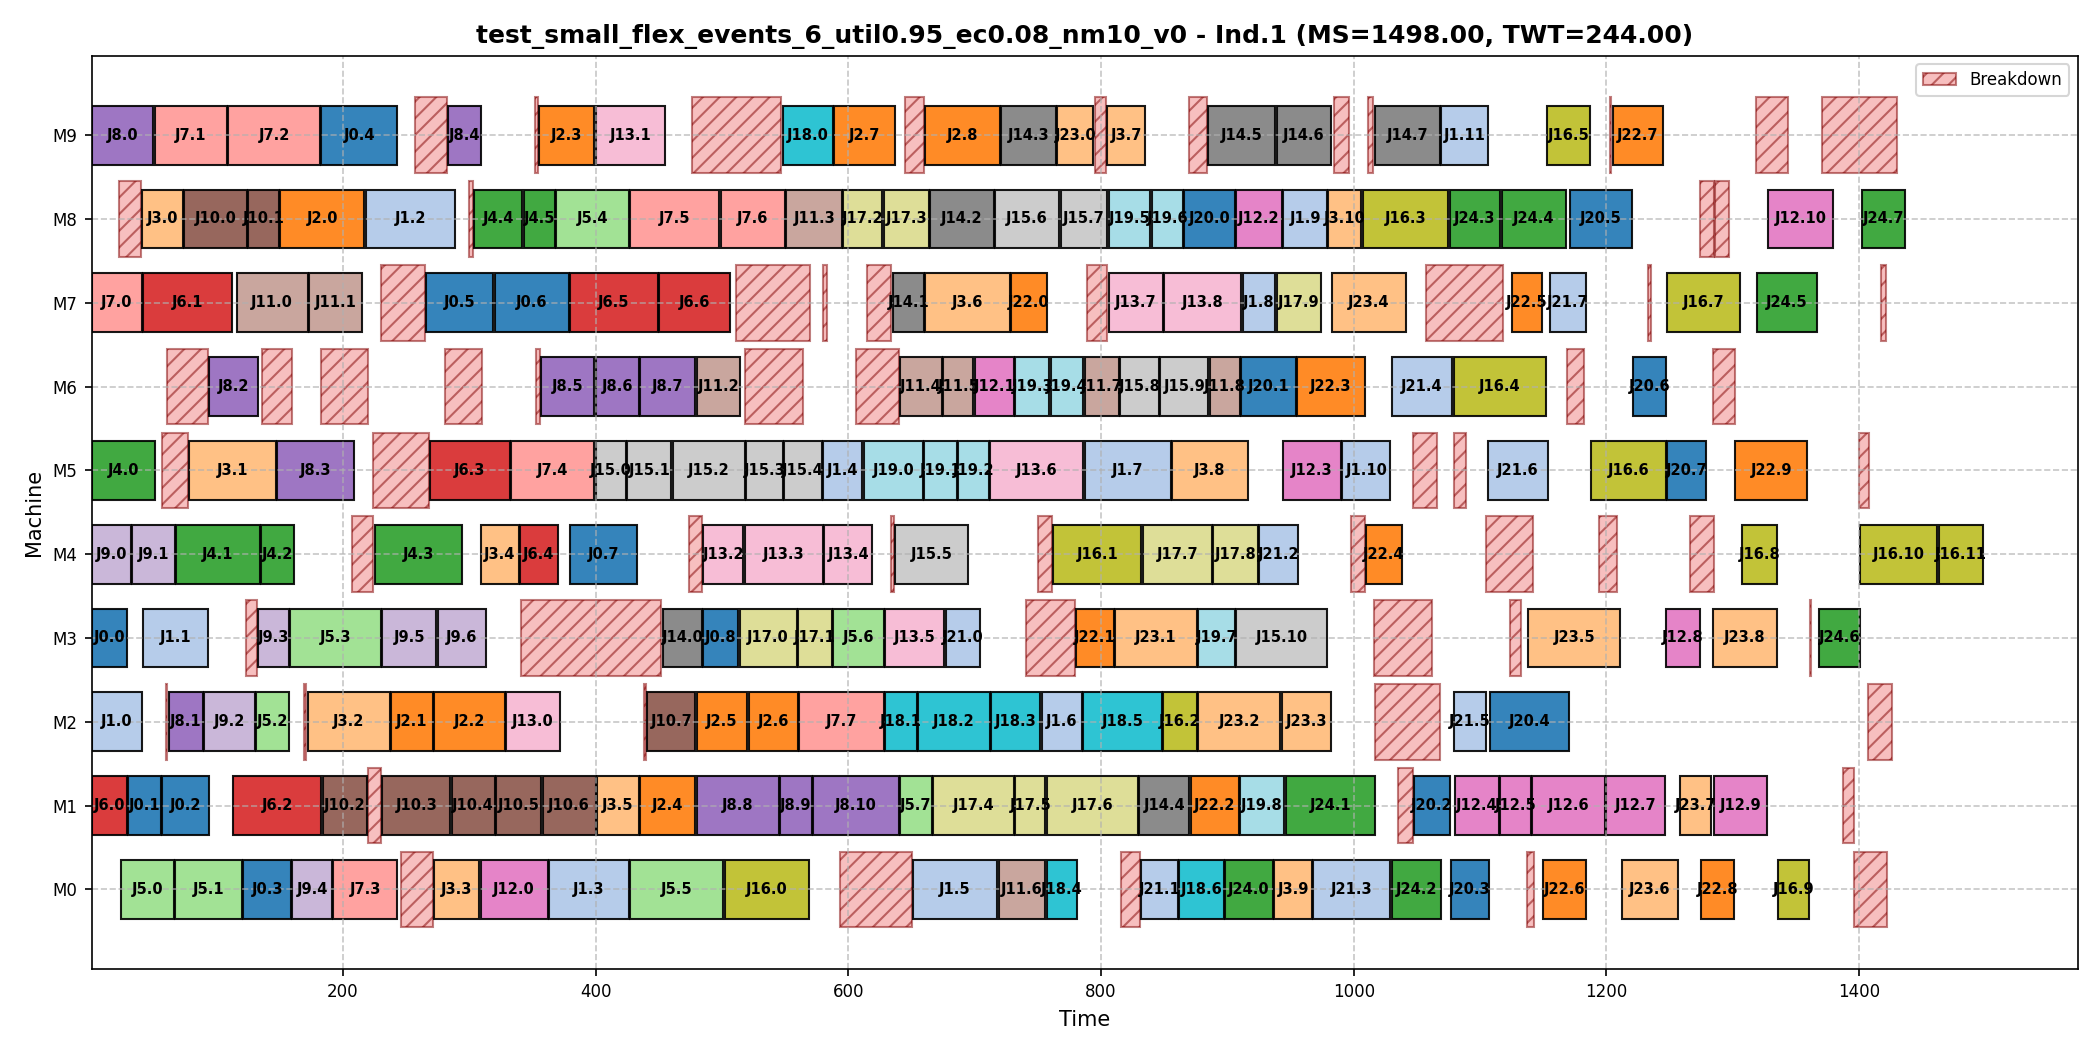 test_small_flex_events_6_util0.95_ec0.08_nm10_v0 - Ind.1 (MS=1498.00, TWT=244.00)
Breakdown
M9 J8.0 J7.1 J7.2 J0.4 J8.4 J2.3 J13.1 J18.0 J2.7 J2.8 J14.3 J23.0 J3.7 J14.5 J14.6 J14.7 J1.11 J16.5 J22.7
M8 J3.0 J10.0 J10.1 J2.0 J1.2 J4.4 J4.5 J5.4 J7.5 J7.6 J11.3 J17.2 J17.3 J14.2 J15.6 J15.7 J19.5 J19.6 J20.0 J12.2 J1.9 J3.10 J16.3 J24.3 J24.4 J20.5 J12.10 J24.7
M7 J7.0 J6.1 J11.0 J11.1 J0.5 J0.6 J6.5 J6.6 J14.1 J3.6 J22.0 J13.7 J13.8 J1.8 J17.9 J23.4 J22.5 J21.7 J16.7 J24.5
M6 J8.2 J8.5 J8.6 J8.7 J11.2 J11.4 J11.5 J12.1 J19.3 J19.4 J11.7 J15.8 J15.9 J11.8 J20.1 J22.3 J21.4 J16.4 J20.6
M5 J4.0 J3.1 J8.3 J6.3 J7.4 J15.0 J15.1 J15.2 J15.3 J15.4 J1.4 J19.0 J19.1 J19.2 J13.6 J1.7 J3.8 J12.3 J1.10 J21.6 J16.6 J20.7 J22.9
M4 J9.0 J9.1 J4.1 J4.2 J4.3 J3.4 J6.4 J0.7 J13.2 J13.3 J13.4 J15.5 J16.1 J17.7 J17.8 J21.2 J22.4 J16.8 J16.10 J16.11
M3 J0.0 J1.1 J9.3 J5.3 J9.5 J9.6 J14.0 J0.8 J17.0 J17.1 J5.6 J13.5 J21.0 J22.1 J23.1 J19.7 J15.10 J23.5 J12.8 J23.8 J24.6
M2 J1.0 J8.1 J9.2 J5.2 J3.2 J2.1 J2.2 J13.0 J10.7 J2.5 J2.6 J7.7 J18.1 J18.2 J18.3 J1.6 J18.5 J16.2 J23.2 J23.3 J21.5 J20.4
M1 J6.0 J0.1 J0.2 J6.2 J10.2 J10.3 J10.4 J10.5 J10.6 J3.5 J2.4 J8.8 J8.9 J8.10 J5.7 J17.4 J17.5 J17.6 J14.4 J22.2 J19.8 J24.1 J20.2 J12.4 J12.5 J12.6 J12.7 J23.7 J12.9
M0 J5.0 J5.1 J0.3 J9.4 J7.3 J3.3 J12.0 J1.3 J5.5 J16.0 J1.5 J11.6 J18.4 J21.1 J18.6 J24.0 J3.9 J21.3 J24.2 J20.3 J22.6 J23.6 J22.8 J16.9
Machine
200 400 600 800 1000 1200 1400
Time